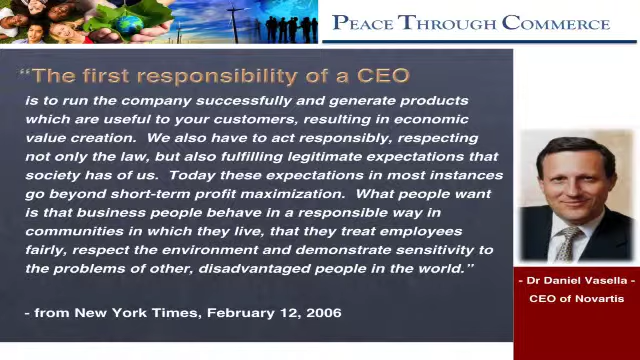 PEACE THROUGH COMMERCE
“The first responsibility of a CEO
is to run the company successfully and generate products
which are useful to your customers, resulting in economic
value creation. We also have to act responsibly, respecting
not only the law, but also fulfilling legitimate expectations that
society has of us. Today these expectations in most instances
go beyond short-term profit maximization. What people want
is that business people behave in a responsible way in
communities in which they live, that they treat employees
fairly, respect the environment and demonstrate sensitivity to
the problems of other, disadvantaged people in the world.”
- from New York Times, February 12, 2006
- Dr Daniel Vasella -
CEO of Novartis